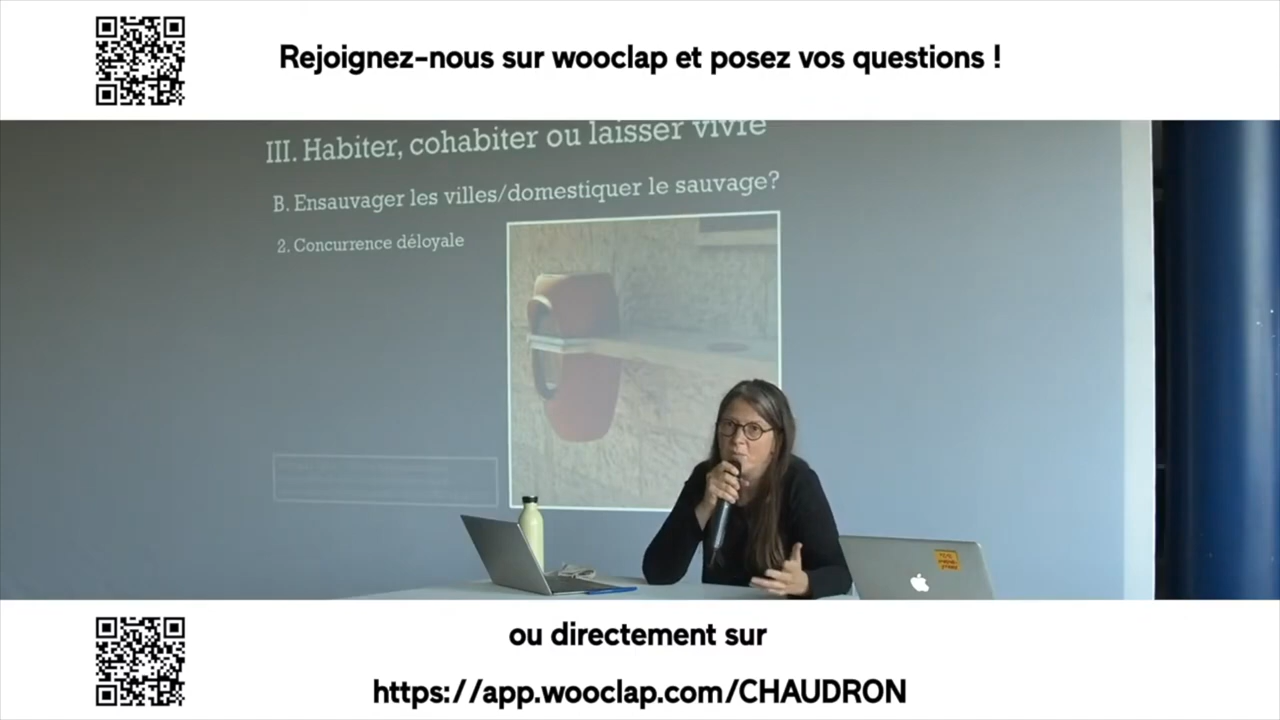 Rejoignez-nous sur wooclap et posez vos questions !
III. Habiter, cohabiter ou laisser vivre
B. Ensauvager les villes/domestiquer le sauvage?
2. Concurrence déloyale
ou directement sur
https://app.wooclap.com/CHAUDRON